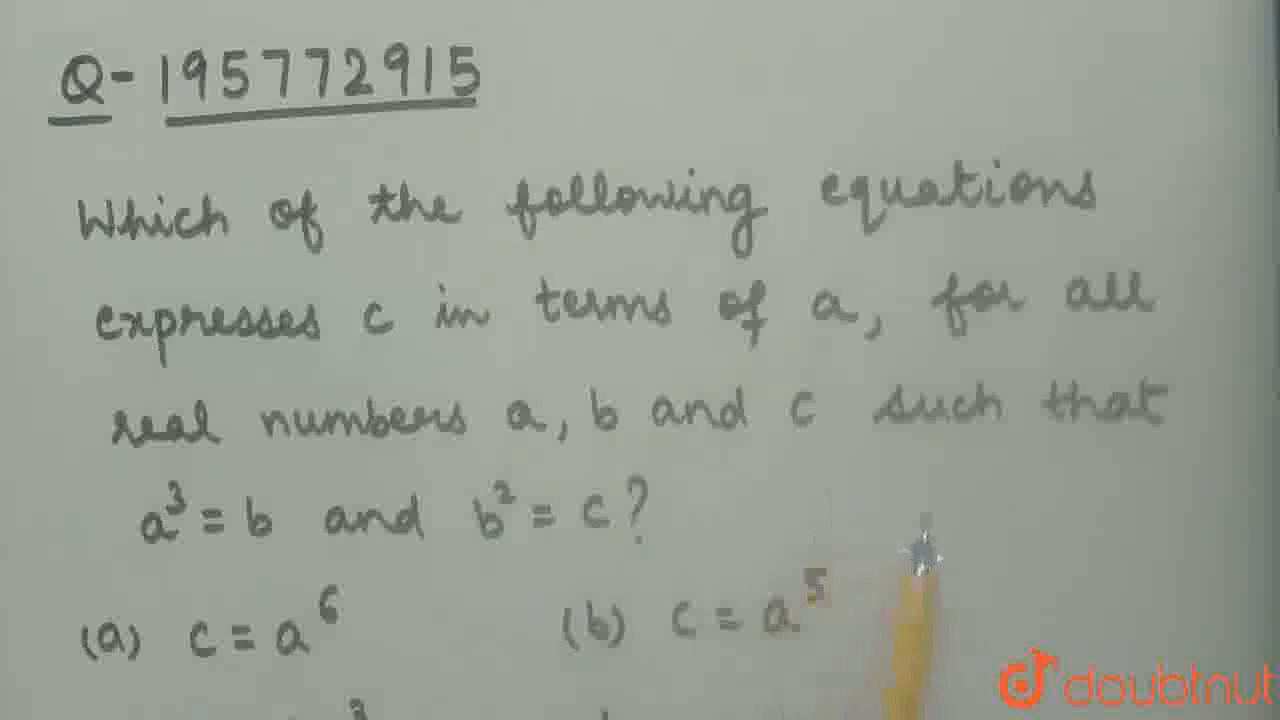 Q-195772915
Which of the following equations
expresses c in terms of a, for all
real numbers a, b and c such that
a³ = b and b² = c?
(a) c = a⁶ (b) c = a⁵
doubtnut